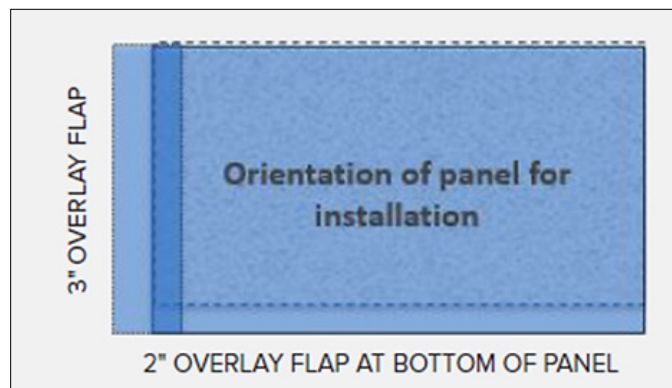 3" OVERLAY FLAP
Orientation of panel for
installation
2" OVERLAY FLAP AT BOTTOM OF PANEL